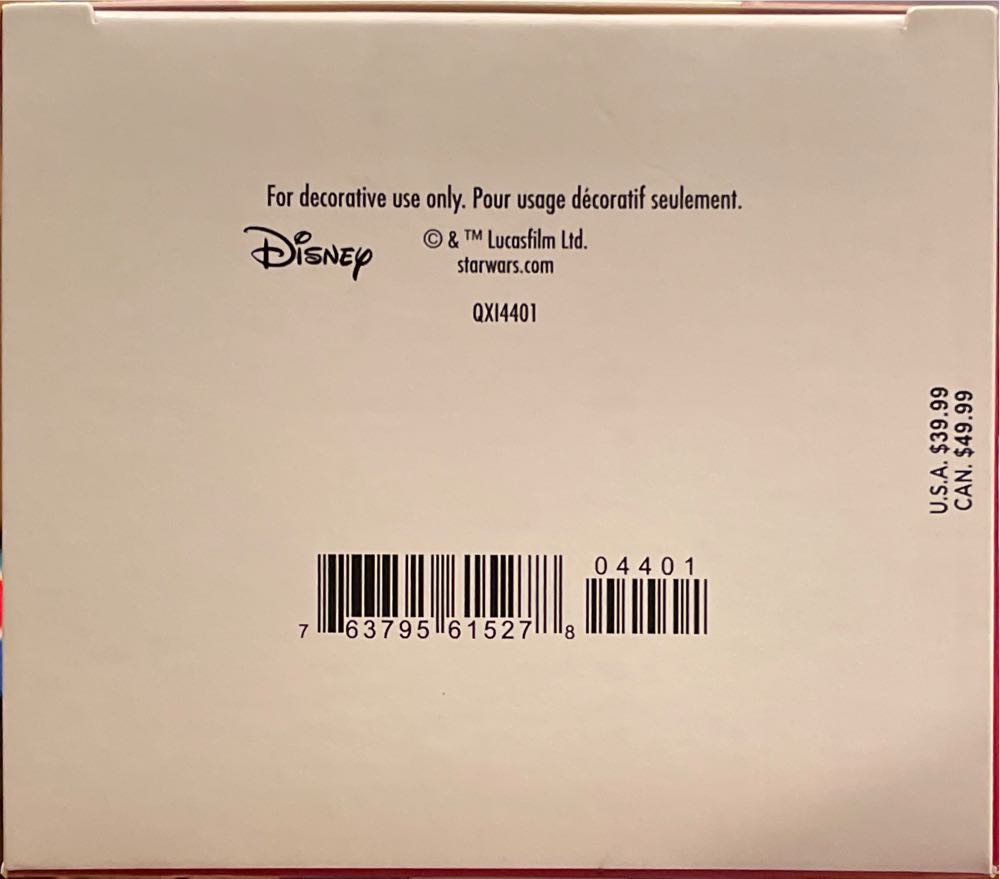 For decorative use only. Pour usage décoratif seulement.
Disney
© & ™ Lucasfilm Ltd.
starwars.com
QXI4401
U.S.A. $39.99
CAN. $49.99
04401
7 63795 61527 8